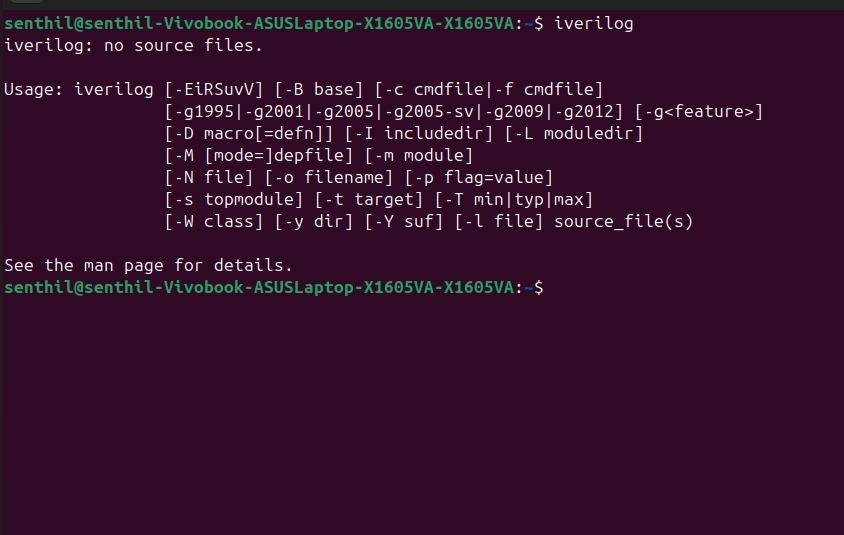 senthil@senthil-Vivobook-ASUSLaptop-X1605VA-X1605VA:~$ iverilog
iverilog: no source files.
Usage: iverilog [-EiRSuvV] [-B base] [-c cmdfile|-f cmdfile]
[-g1995|-g2001|-g2005|-g2005-sv|-g2009|-g2012] [-g<feature>]
[-D macro[=defn]] [-I includedir] [-L moduledir]
[-M [mode=]depfile] [-m module]
[-N file] [-o filename] [-p flag=value]
[-s topmodule] [-t target] [-T min|typ|max]
[-W class] [-y dir] [-Y suf] [-l file] source_file(s)
See the man page for details.
senthil@senthil-Vivobook-ASUSLaptop-X1605VA-X1605VA:~$